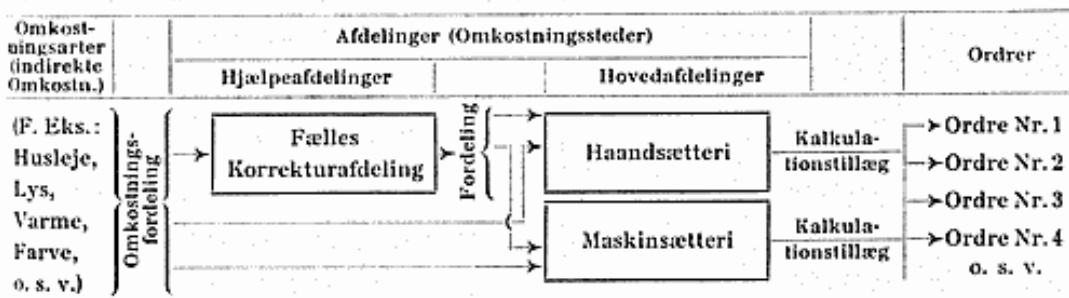 Omkost-
ningsarter
(indirekte
Omkostn.)
Afdelinger (Omkostningssteder)
Hjælpeafdelinger
Hovedafdelinger
Ordrer
(F. Eks.:
Husleje,
Lys,
Varme,
Farve,
o. s. v.)
Omkostnings-
fordeling
Fælles
Korrekturafdeling
Fordeling
Haandsætteri
Maskinsætteri
Kalkula-
tionstillæg
Kalkula-
tionstillæg
Ordre Nr. 1
Ordre Nr. 2
Ordre Nr. 3
Ordre Nr. 4
o. s. v.